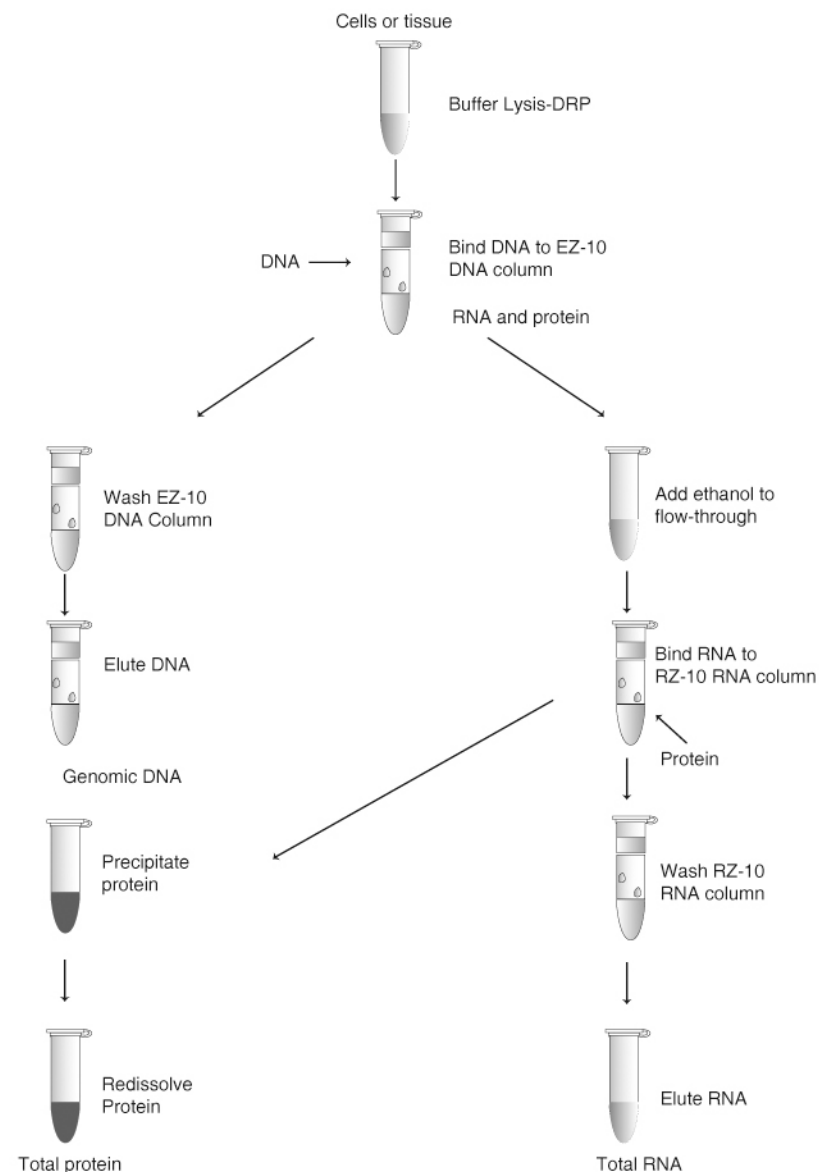 Cells or tissue
Buffer Lysis-DRP
DNA
Bind DNA to EZ-10
DNA column
RNA and protein
Wash EZ-10
DNA Column
Elute DNA
Genomic DNA
Add ethanol to
flow-through
Bind RNA to
RZ-10 RNA column
Protein
Precipitate
protein
Wash RZ-10
RNA column
Redissolve
Protein
Total protein
Elute RNA
Total RNA